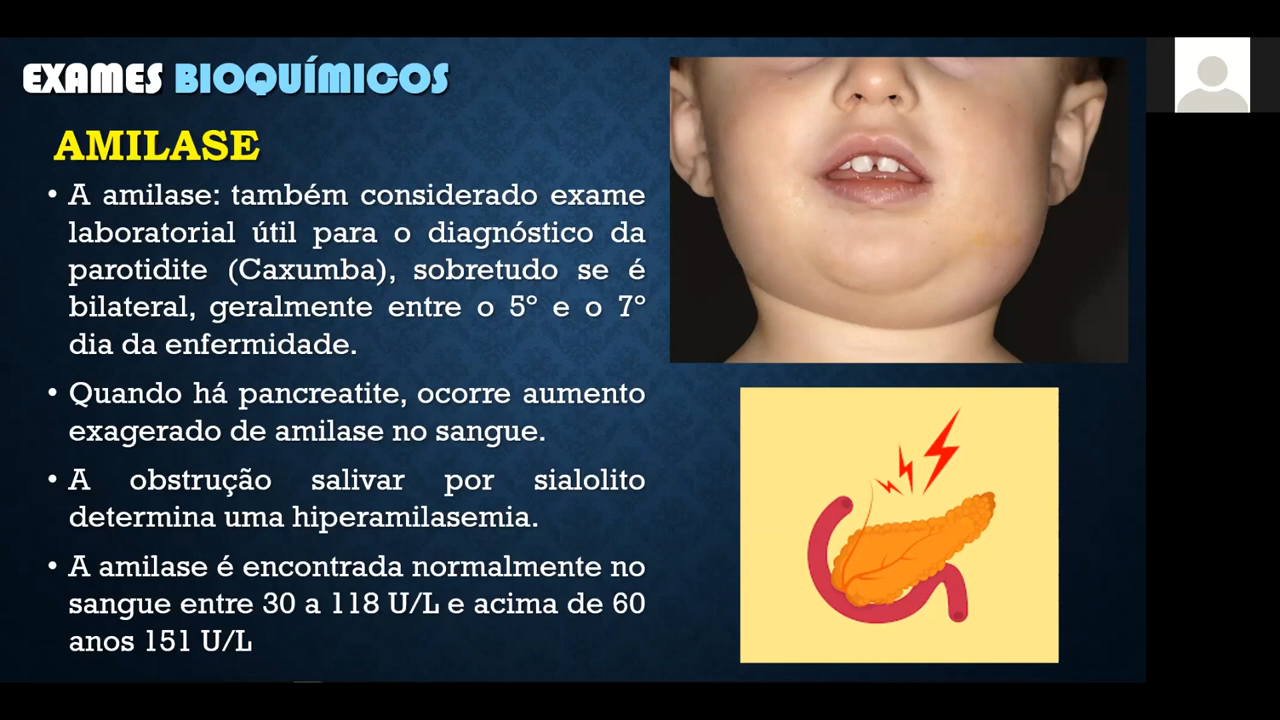 EXAMES BIOQUÍMICOS
AMILASE
• A amilase: também considerado exame
laboratorial útil para o diagnóstico da
parotidite (Caxumba), sobretudo se é
bilateral, geralmente entre o 5º e o 7º
dia da enfermidade.
• Quando há pancreatite, ocorre aumento
exagerado de amilase no sangue.
• A obstrução salivar por sialolito
determina uma hiperamilasemia.
• A amilase é encontrada normalmente no
sangue entre 30 a 118 U/L e acima de 60
anos 151 U/L